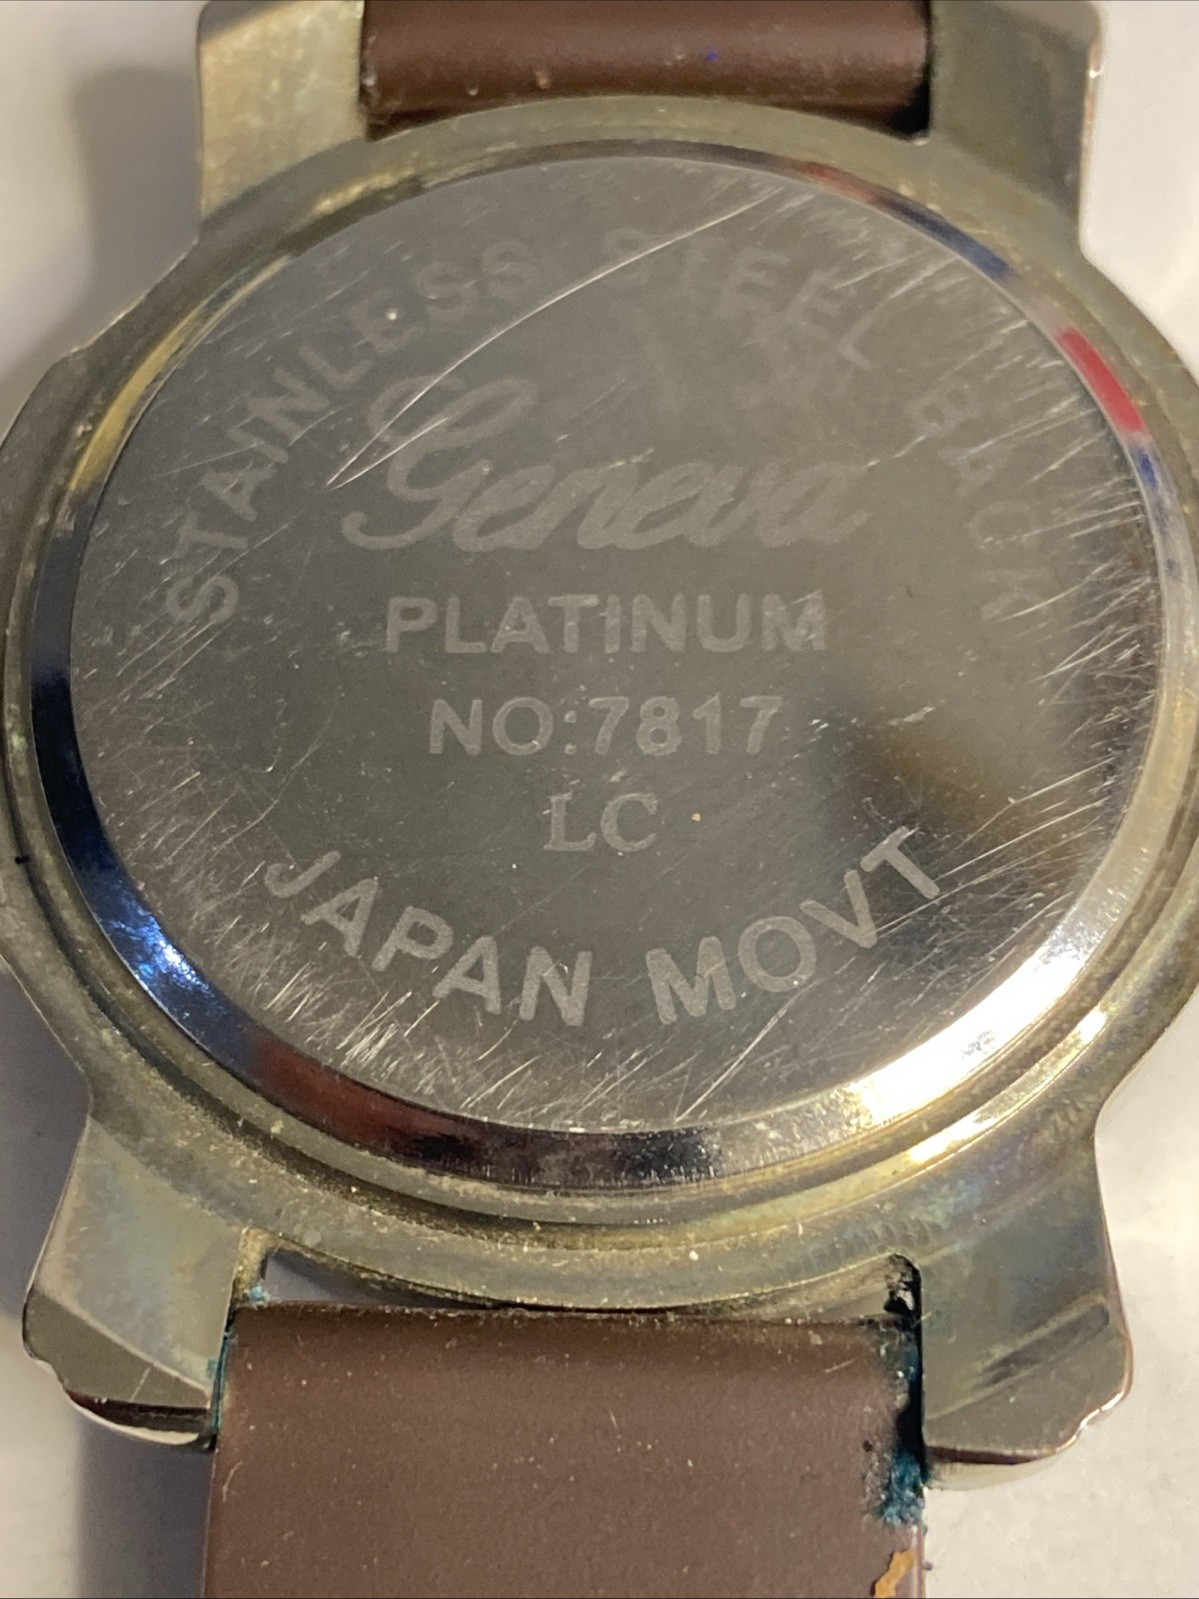 STAINLESS STEEL BACK
Geneva
PLATINUM
NO:7817
LC
JAPAN MOVT